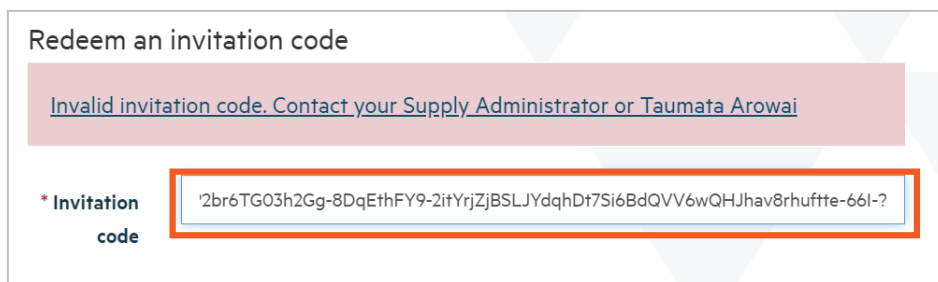 Redeem an invitation code
Invalid invitation code. Contact your Supply Administrator or Taumata Arowai
* Invitation code
'2br6TG03h2Gg-8DqEthFY9-2itYrjZjBSLJYdqhDt7Si6BdQVV6wQHJhav8rhuftte-66I-?